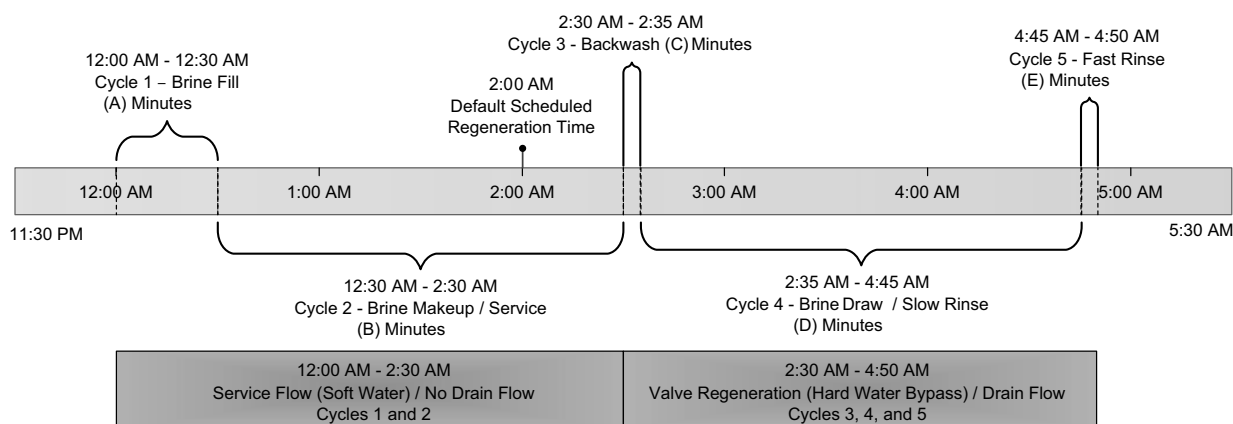 2:30 AM - 2:35 AM
Cycle 3 - Backwash (C) Minutes
4:45 AM - 4:50 AM
Cycle 5 - Fast Rinse
(E) Minutes
12:00 AM - 12:30 AM
Cycle 1 – Brine Fill
(A) Minutes
2:00 AM
Default Scheduled
Regeneration Time
12:00 AM
1:00 AM
2:00 AM
3:00 AM
4:00 AM
5:00 AM
11:30 PM
5:30 AM
12:30 AM - 2:30 AM
Cycle 2 - Brine Makeup / Service
(B) Minutes
2:35 AM - 4:45 AM
Cycle 4 - Brine Draw / Slow Rinse
(D) Minutes
12:00 AM - 2:30 AM
Service Flow (Soft Water) / No Drain Flow
Cycles 1 and 2
2:30 AM - 4:50 AM
Valve Regeneration (Hard Water Bypass) / Drain Flow
Cycles 3, 4, and 5